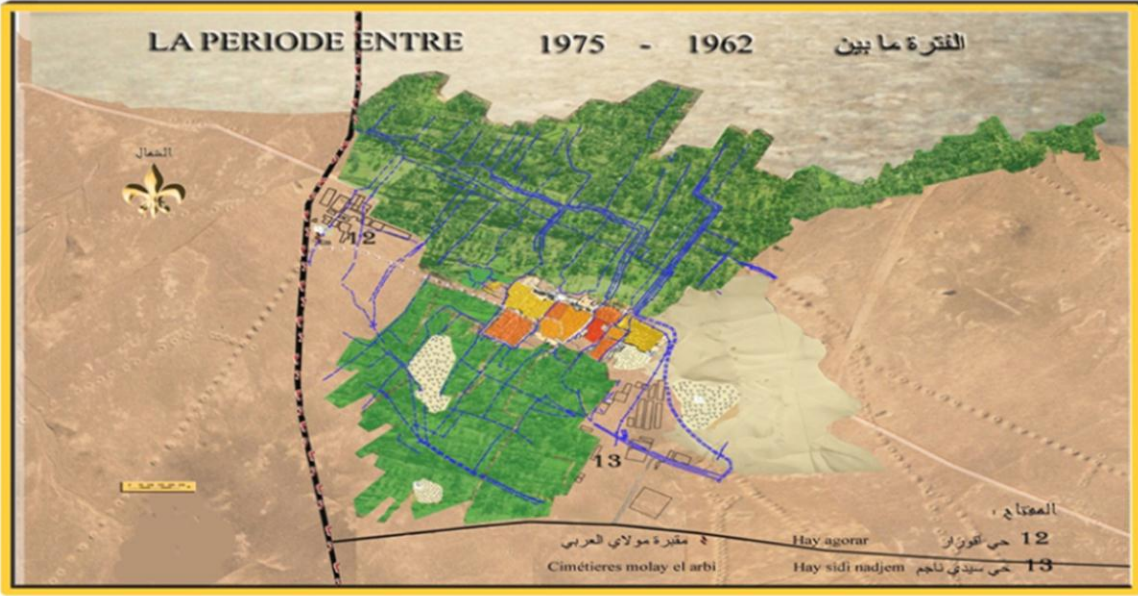 LA PERIODE ENTRE 1975 - 1962 الفترة ما بين
الشمال
12
13
المفتاح :
مقبرة مولاي العربي Hay agorar حي أقورار 12
Cimétieres molay el arbi Hay sidi nadjem حي سيدي ناجم 13